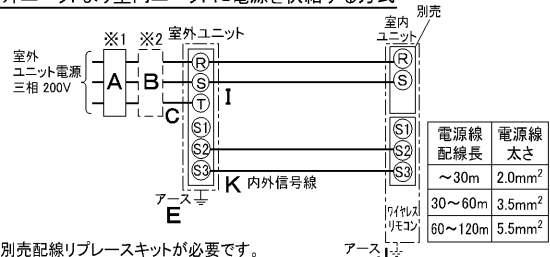 外ユニットより室内ユニットに電源を供給する方式
※1
※2
室外ユニット
室内
ユニット
別売
室外
ユニット電源
三相 200V
A
B
C
R
S
T
S1
S2
S3
I
R
S
S1
S2
S3
K 内外信号線
アース
E
ワイヤレス
リモコン
アース
電源線
配線長
電源線
太さ
～30m
2.0mm²
30～60m
3.5mm²
60～120m
5.5mm²
別売配線リプレースキットが必要です。